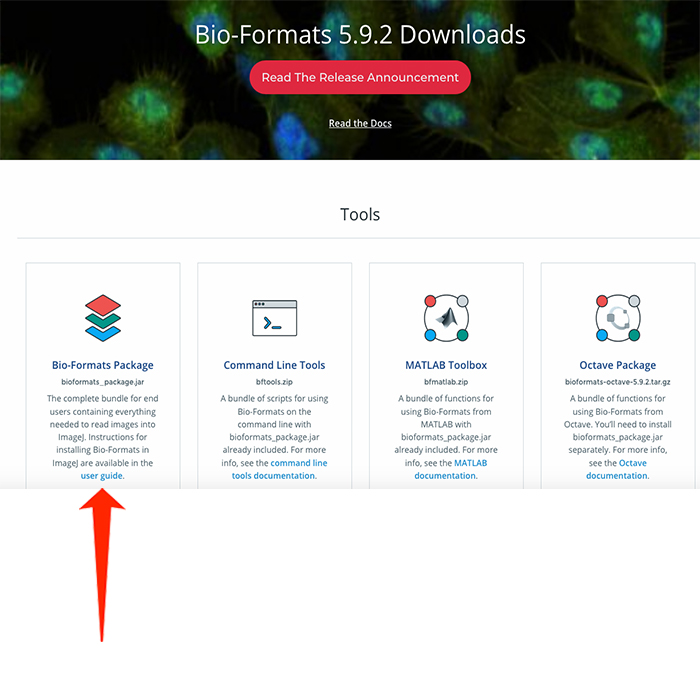 Bio-Formats 5.9.2 Downloads
Read The Release Announcement
Read the Docs
Tools
Bio-Formats Package
bioformats_package.jar
The complete bundle for end
users containing everything
needed to read images into
ImageJ. Instructions for
installing Bio-Formats in
ImageJ are available in the
user guide.
Command Line Tools
bftools.zip
A bundle of scripts for using
Bio-Formats on the
command line with
bioformats_package.jar
already included. For more
info, see the command line
tools documentation.
MATLAB Toolbox
bfmatlab.zip
A bundle of functions for
using Bio-Formats from
MATLAB with
bioformats_package.jar
already included. For more
info, see the MATLAB
documentation.
Octave Package
bioformats-octave-5.9.2.tar.gz
A bundle of functions for
using Bio-Formats from
Octave. You'll need to install
bioformats_package.jar
separately. For more info,
see the Octave
documentation.